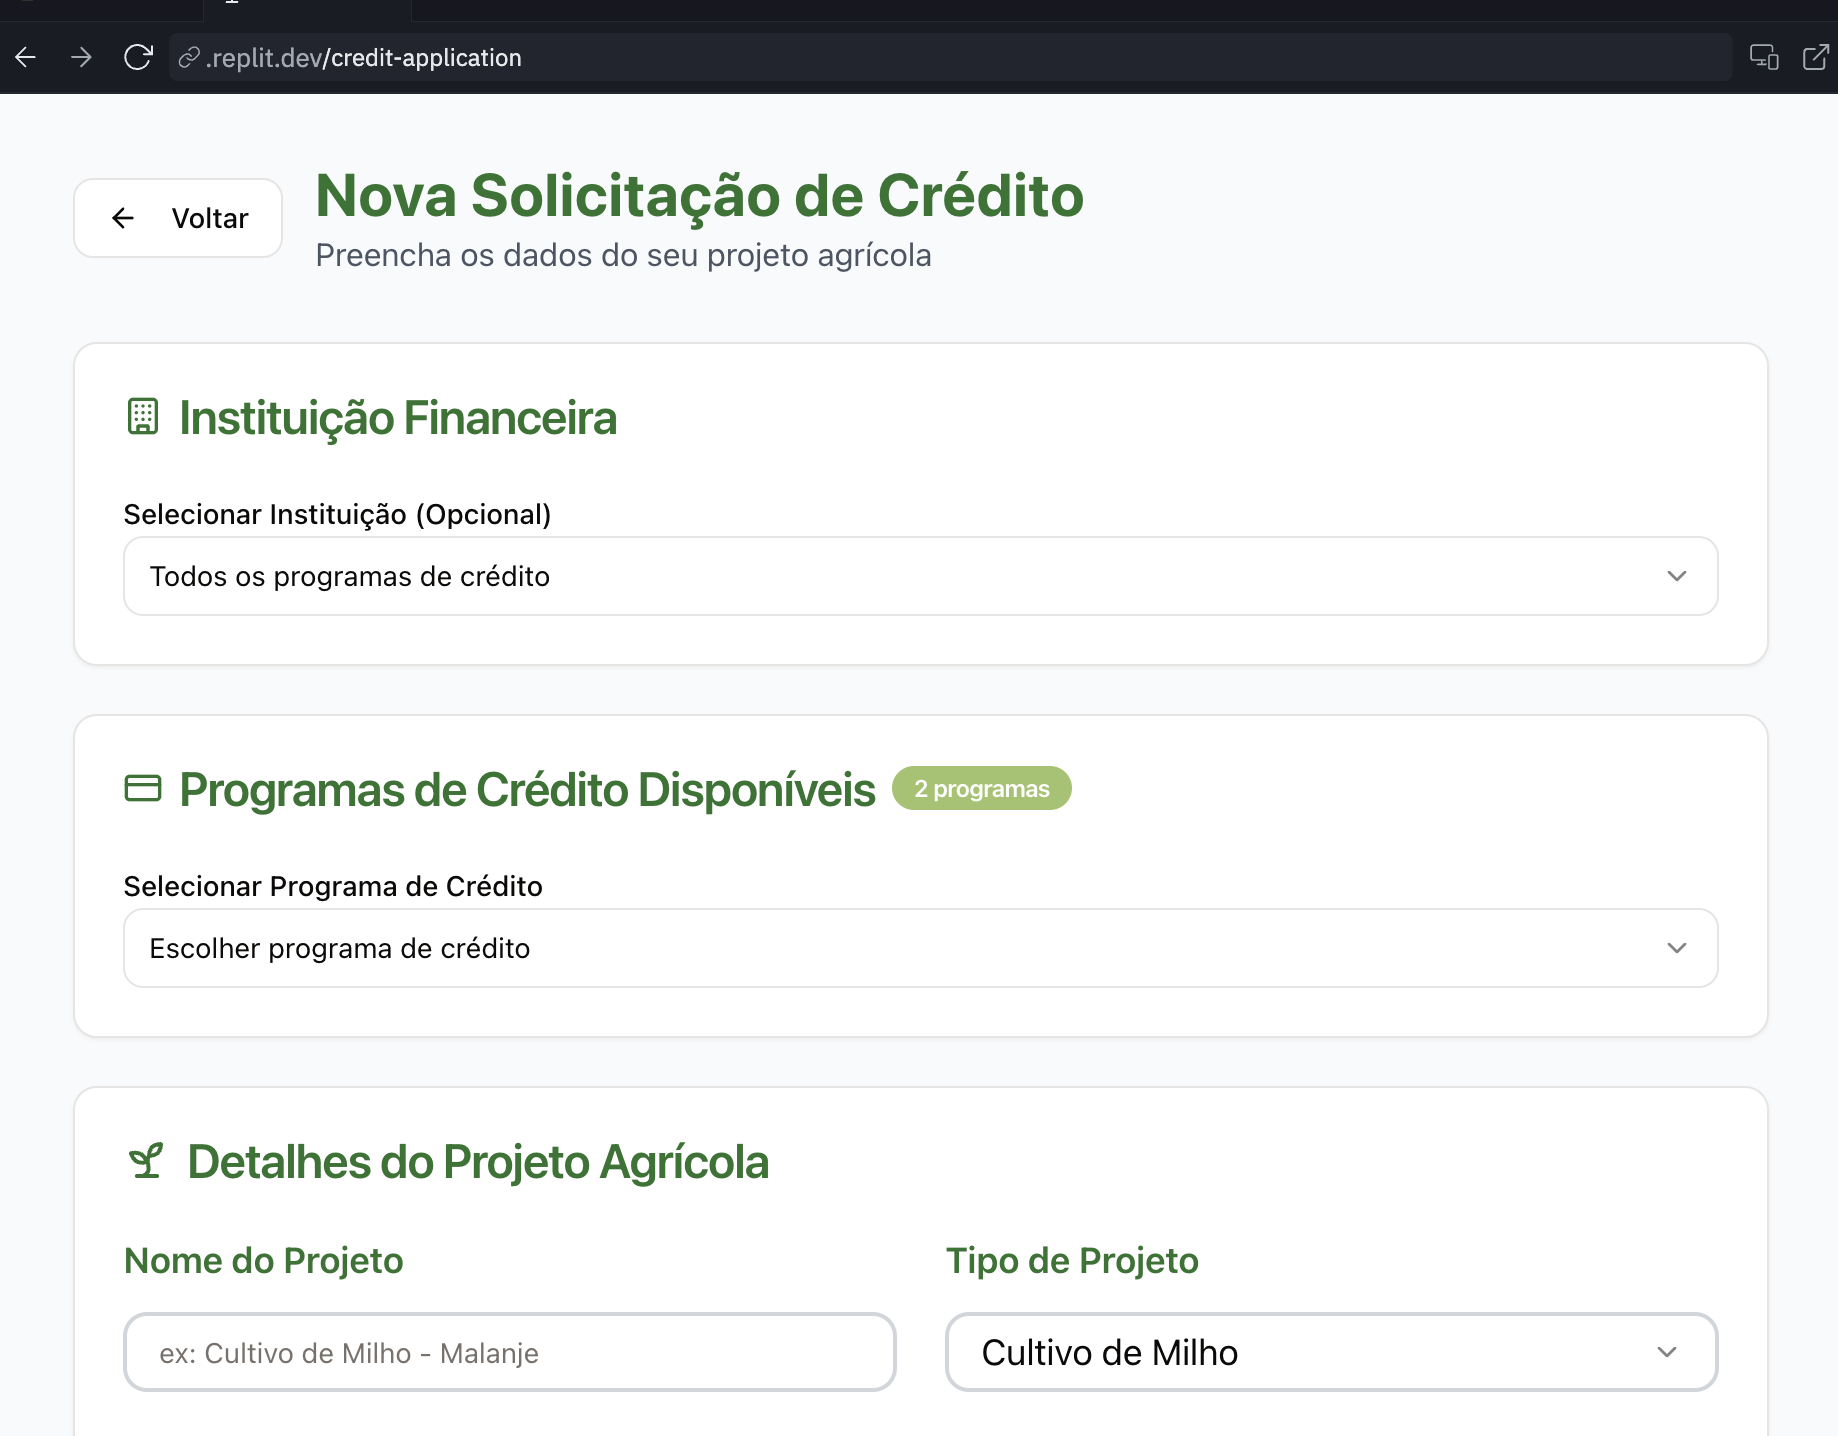 .replit.dev/credit-application
Voltar
Nova Solicitação de Crédito
Preencha os dados do seu projeto agrícola
Instituição Financeira
Selecionar Instituição (Opcional)
Todos os programas de crédito
Programas de Crédito Disponíveis 2 programas
Selecionar Programa de Crédito
Escolher programa de crédito
Detalhes do Projeto Agrícola
Nome do Projeto
ex: Cultivo de Milho - Malanje
Tipo de Projeto
Cultivo de Milho